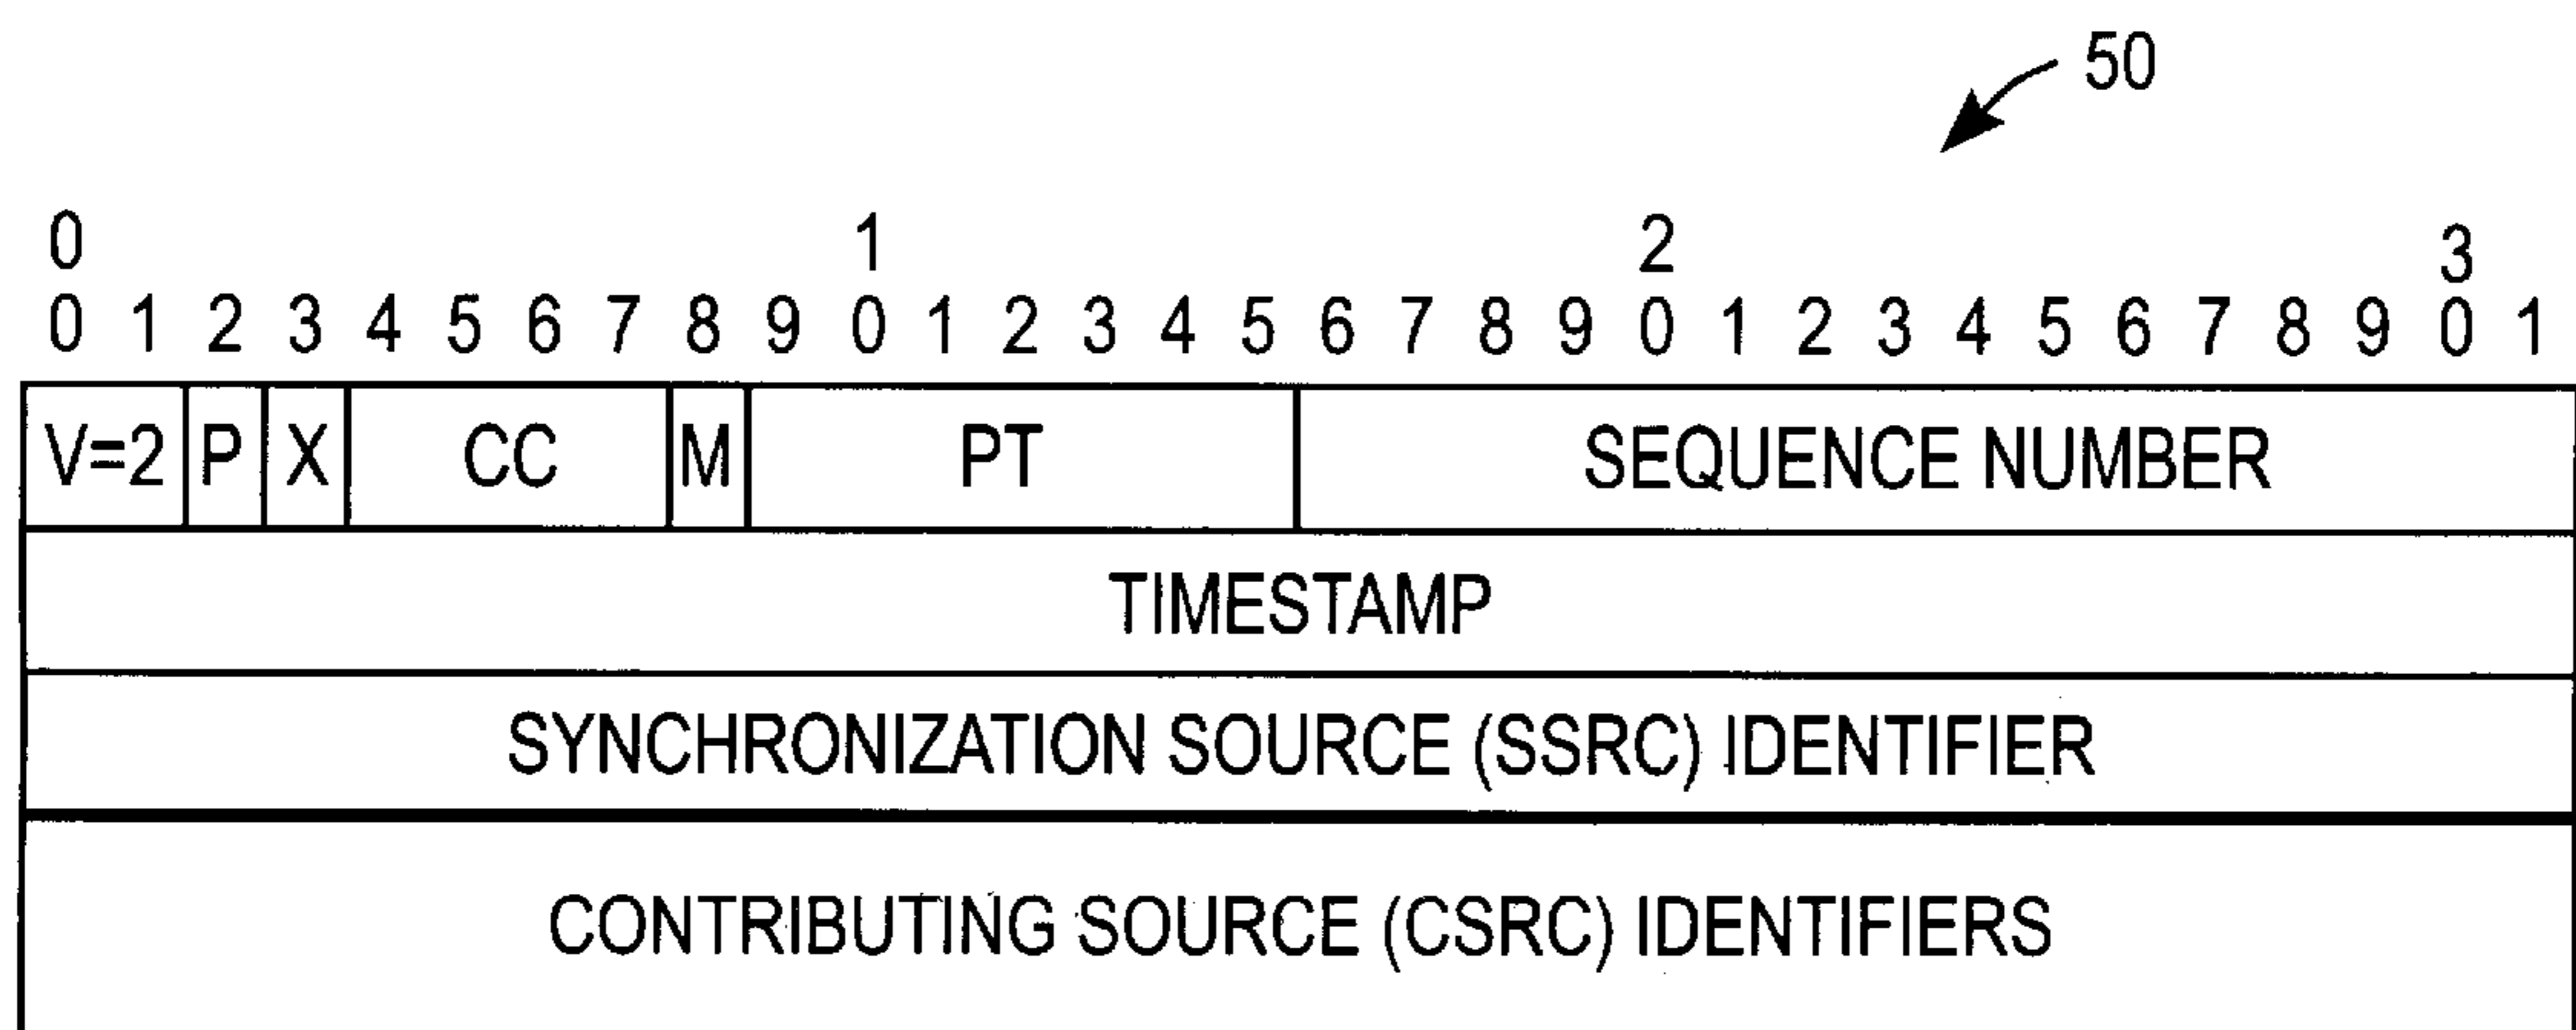 50
0 1 2 3
0 1 2 3 4 5 6 7 8 9 0 1 2 3 4 5 6 7 8 9 0 1 2 3 4 5 6 7 8 9 0 1
V=2 P X CC M PT SEQUENCE NUMBER
TIMESTAMP
SYNCHRONIZATION SOURCE (SSRC) IDENTIFIER
CONTRIBUTING SOURCE (CSRC) IDENTIFIERS